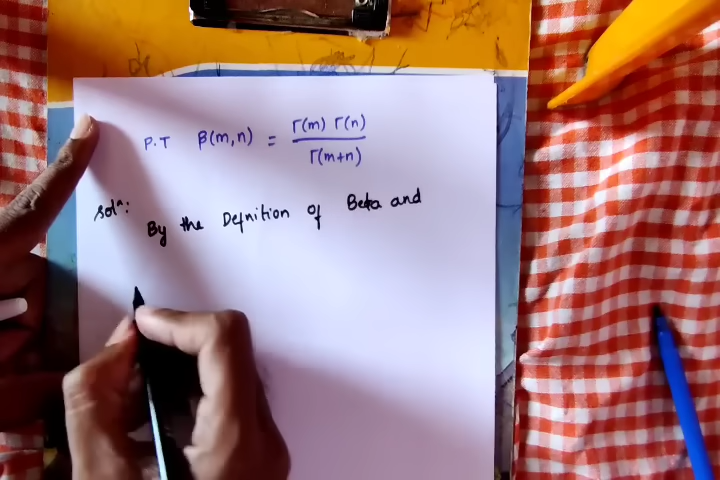 P.T β(m,n) = Γ(m) Γ(n) / Γ(m+n)
Solⁿ:
By the Defnition of Beta and